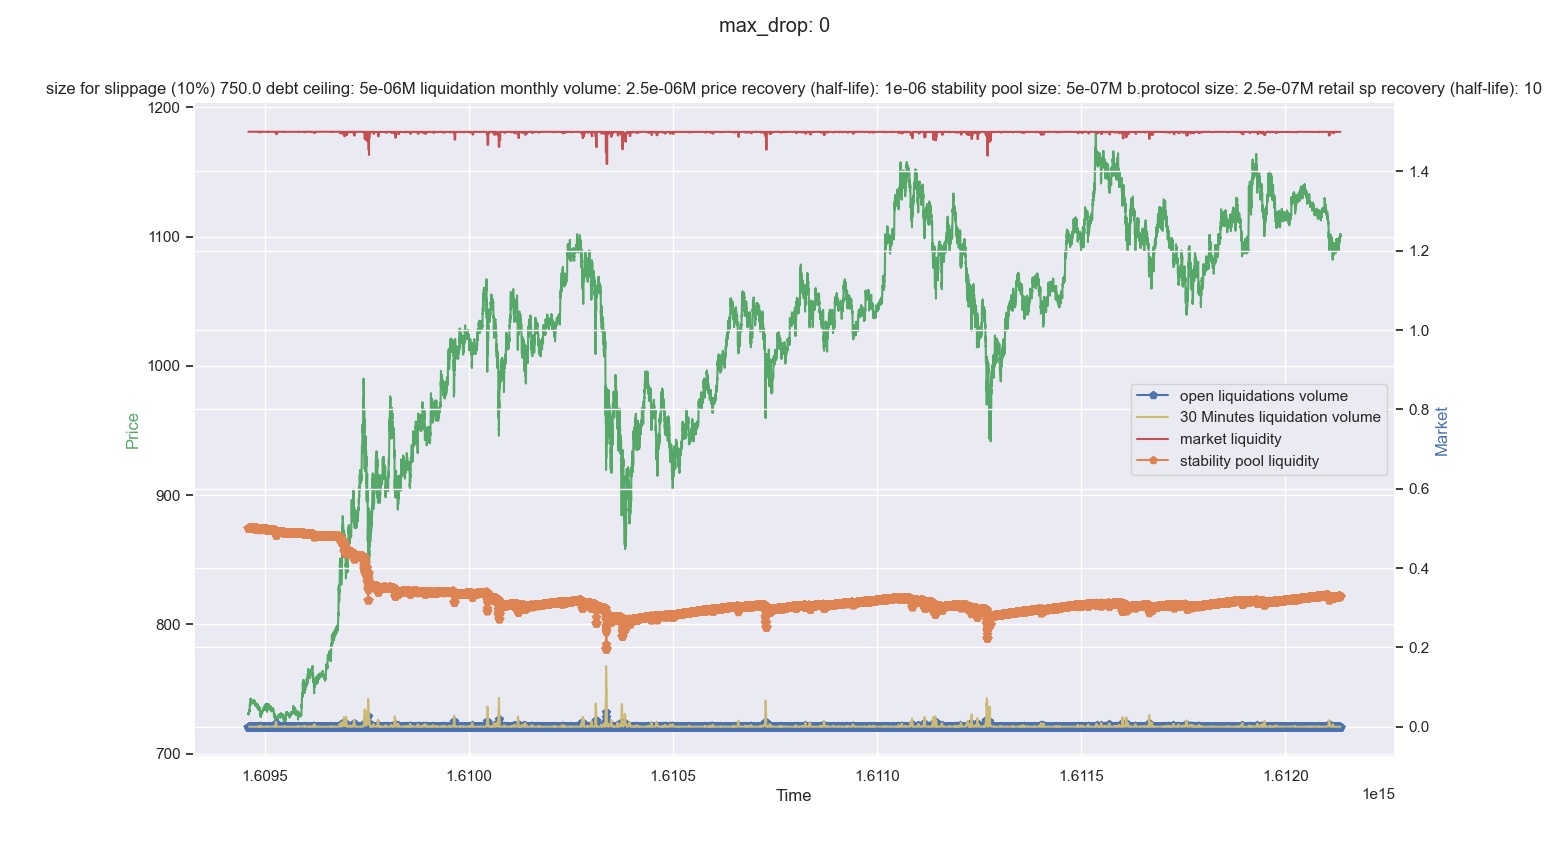 max_drop: 0
size for slippage (10%) 750.0 debt ceiling: 5e-06M liquidation monthly volume: 2.5e-06M price recovery (half-life): 1e-06 stability pool size: 5e-07M b.protocol size: 2.5e-07M retail sp recovery (half-life): 10
1200
1100
1000
900
800
700
Price
1.4
1.2
1.0
0.8
0.6
0.4
0.2
0.0
Market
open liquidations volume
30 Minutes liquidation volume
market liquidity
stability pool liquidity
1.6095 1.6100 1.6105 1.6110 1.6115 1.6120
1e15
Time